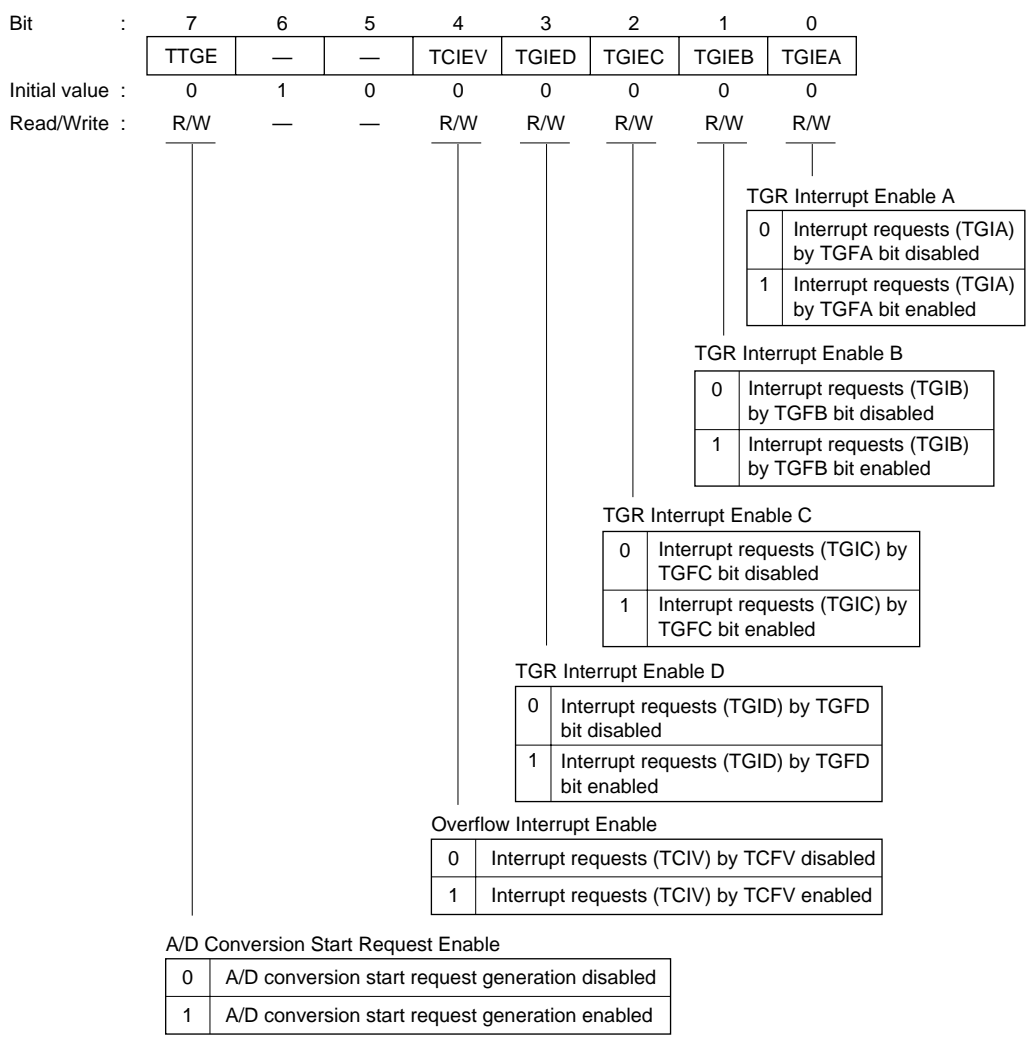 Bit : 7 6 5 4 3 2 1 0
TTGE — — TCIEV TGIED TGIEC TGIEB TGIEA
Initial value : 0 1 0 0 0 0 0 0
Read/Write : R/W — — R/W R/W R/W R/W R/W
TGR Interrupt Enable A
0 Interrupt requests (TGIA)
by TGFA bit disabled
1 Interrupt requests (TGIA)
by TGFA bit enabled
TGR Interrupt Enable B
0 Interrupt requests (TGIB)
by TGFB bit disabled
1 Interrupt requests (TGIB)
by TGFB bit enabled
TGR Interrupt Enable C
0 Interrupt requests (TGIC) by
TGFC bit disabled
1 Interrupt requests (TGIC) by
TGFC bit enabled
TGR Interrupt Enable D
0 Interrupt requests (TGID) by TGFD
bit disabled
1 Interrupt requests (TGID) by TGFD
bit enabled
Overflow Interrupt Enable
0 Interrupt requests (TCIV) by TCFV disabled
1 Interrupt requests (TCIV) by TCFV enabled
A/D Conversion Start Request Enable
0 A/D conversion start request generation disabled
1 A/D conversion start request generation enabled